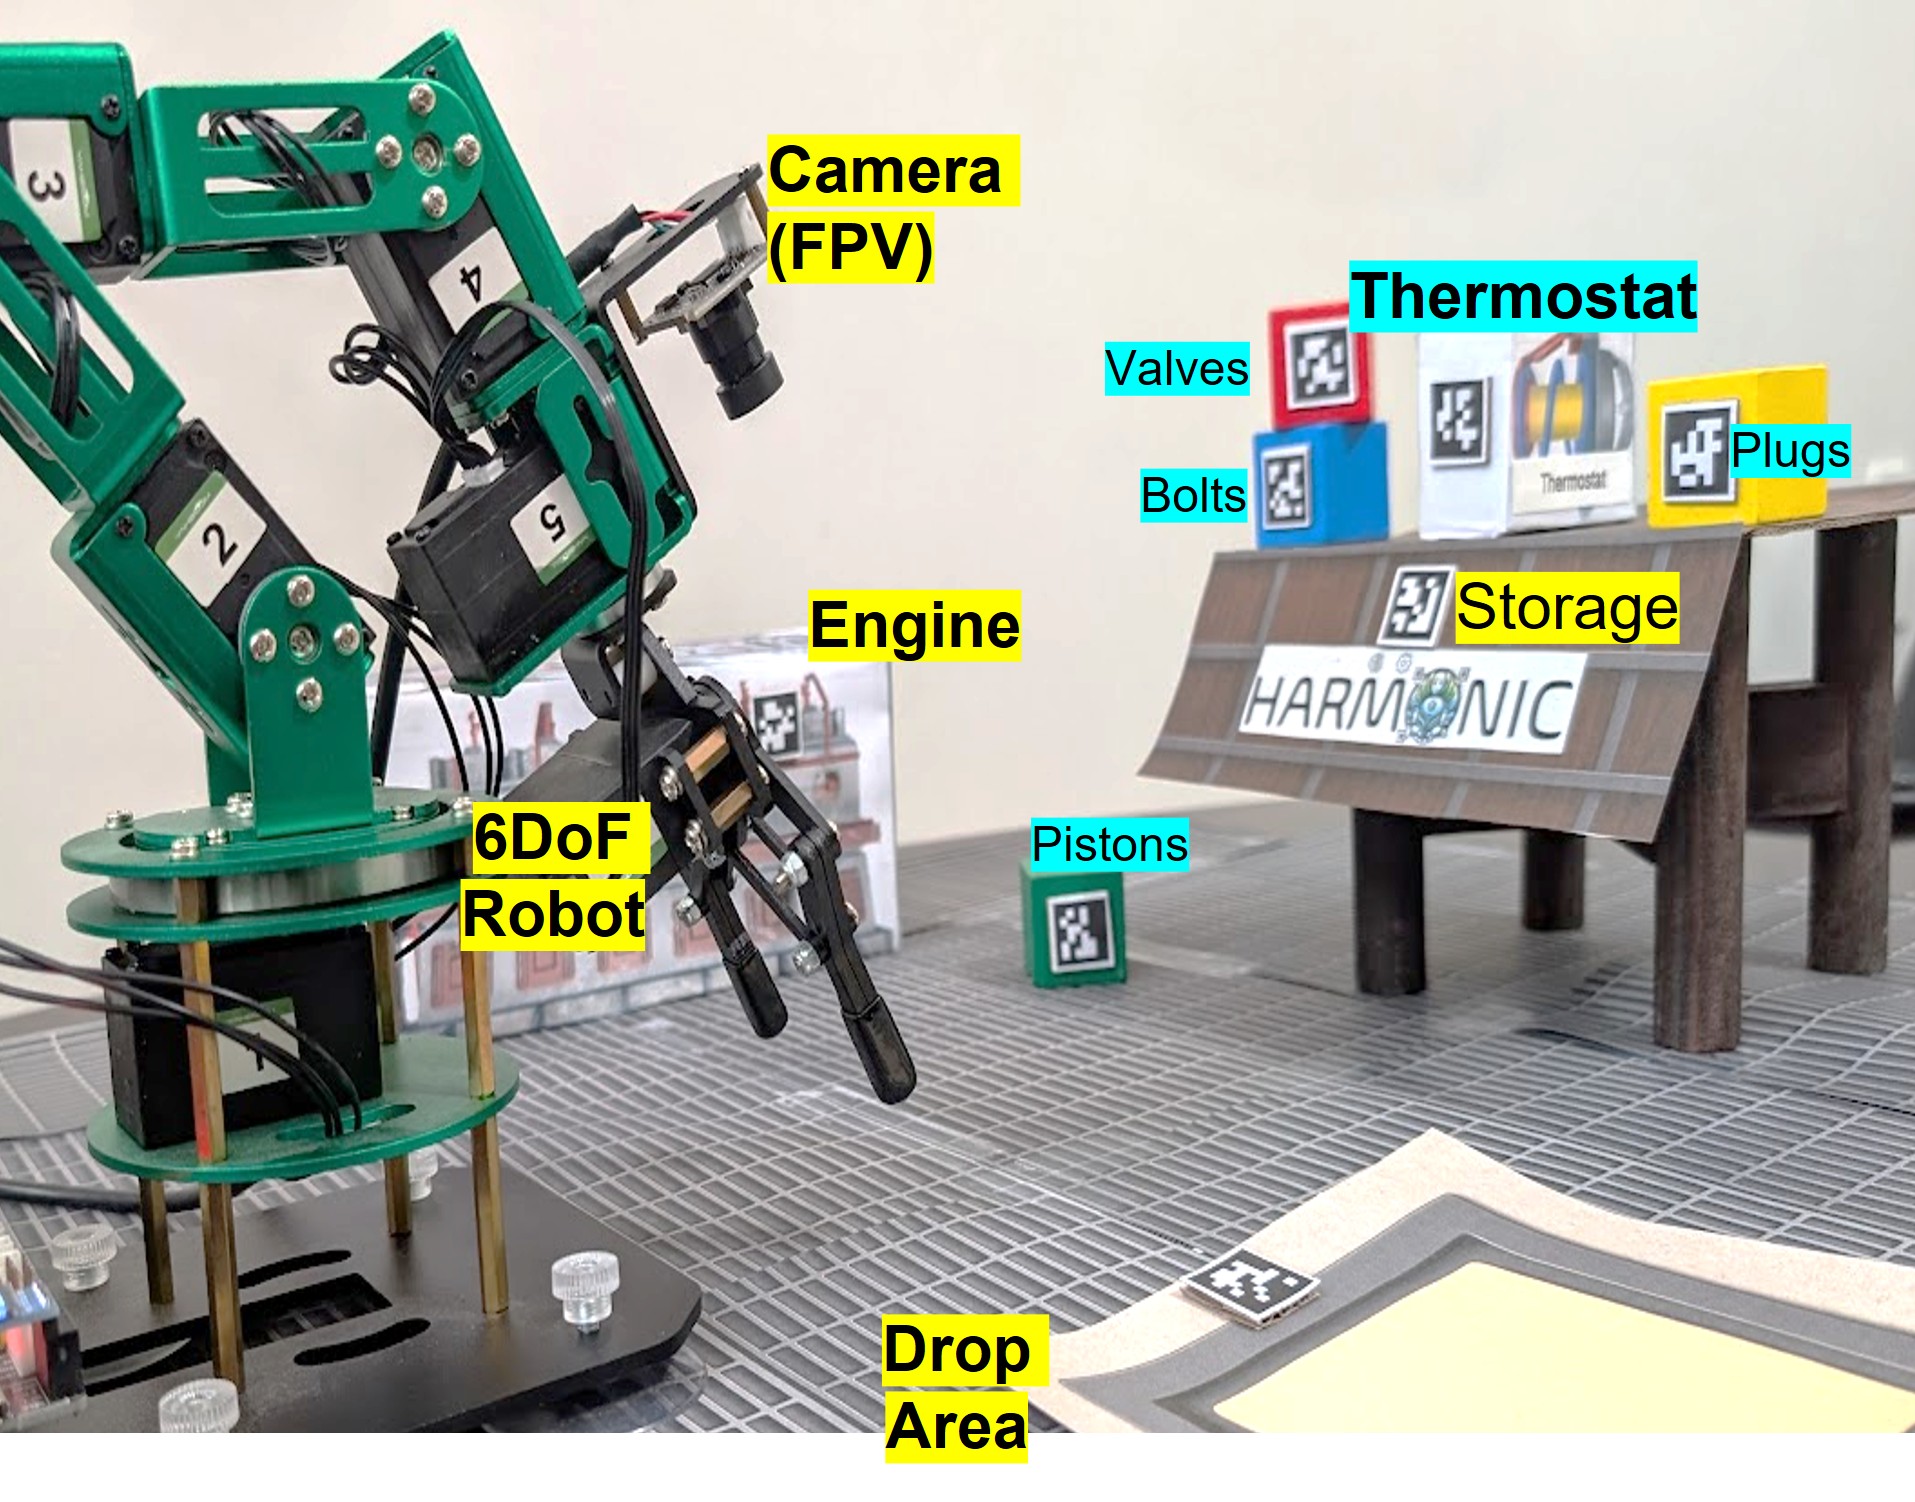 3
Camera
(FPV)
4
Thermostat
Valves
Plugs
Bolts
Thermostat
5
2
Storage
Engine
HARMONIC
6DoF
Robot
Pistons
1
Drop
Area